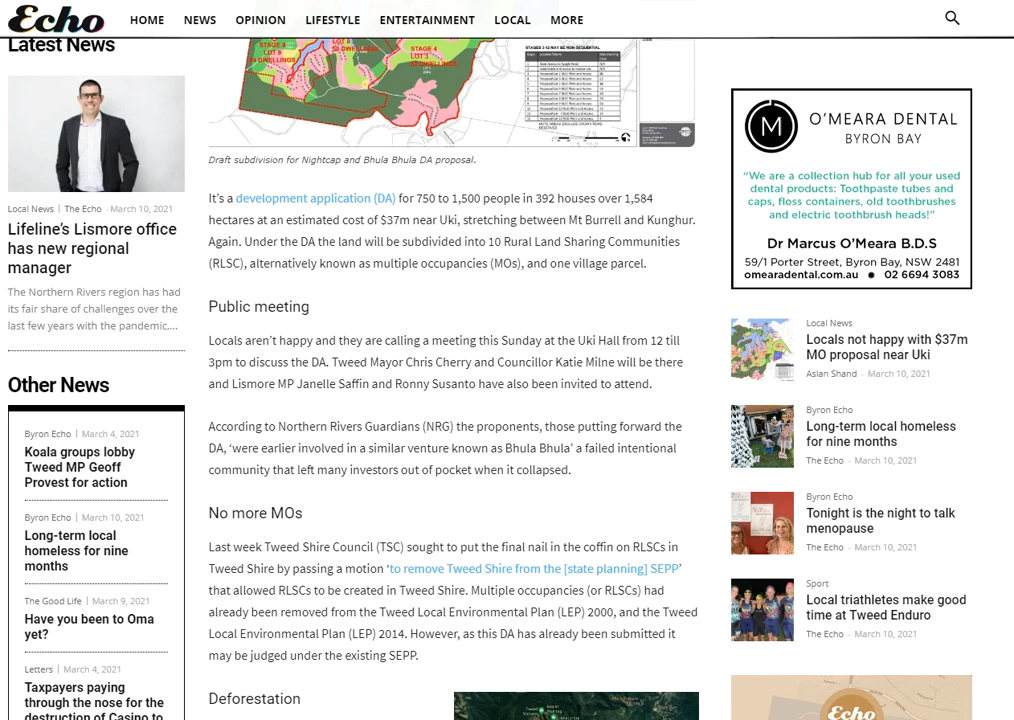 Echo
HOME NEWS OPINION LIFESTYLE ENTERTAINMENT LOCAL MORE
Latest News
Local News | The Echo - March 10, 2021
Lifeline's Lismore office
has new regional
manager
The Northern Rivers region has had
its fair share of challenges over the
last few years with the pandemic,...
Other News
Byron Echo | March 4, 2021
Koala groups lobby
Tweed MP Geoff
Provest for action
Byron Echo | March 10, 2021
Long-term local
homeless for nine
months
The Good Life | March 9, 2021
Have you been to Oma
yet?
Letters | March 4, 2021
Taxpayers paying
through the nose for the
destruction of Casino to
STAGE 4
Draft subdivision for Nightcap and Bhula Bhula DA proposal.
It's a development application (DA) for 750 to 1,500 people in 392 houses over 1,584
hectares at an estimated cost of $37m near Uki, stretching between Mt Burrell and Kunghur.
Again. Under the DA the land will be subdivided into 10 Rural Land Sharing Communities
(RLSC), alternatively known as multiple occupancies (MOs), and one village parcel.
Public meeting
Locals aren't happy and they are calling a meeting this Sunday at the Uki Hall from 12 till
3pm to discuss the DA. Tweed Mayor Chris Cherry and Councillor Katie Milne will be there
and Lismore MP Janelle Saffin and Ronny Susanto have also been invited to attend.
According to Northern Rivers Guardians (NRG) the proponents, those putting forward the
DA, 'were earlier involved in a similar venture known as Bhula Bhula' a failed intentional
community that left many investors out of pocket when it collapsed.
No more MOs
Last week Tweed Shire Council (TSC) sought to put the final nail in the coffin on RLSCs in
Tweed Shire by passing a motion 'to remove Tweed Shire from the [state planning] SEPP'
that allowed RLSCs to be created in Tweed Shire. Multiple occupancies (or RLSCs) had
already been removed from the Tweed Local Environmental Plan (LEP) 2000, and the Tweed
Local Environmental Plan (LEP) 2014. However, as this DA has already been submitted it
may be judged under the existing SEPP.
Deforestation
M O'MEARA DENTAL
BYRON BAY
"We are a collection hub for all your used
dental products: Toothpaste tubes and
caps, floss containers, old toothbrushes
and electric toothbrush heads!"
Dr Marcus O'Meara B.D.S
59/1 Porter Street, Byron Bay, NSW 2481
omearadental.com.au ● 02 6694 3083
Local News
Locals not happy with $37m
MO proposal near Uki
Aslan Shand - March 10, 2021
Byron Echo
Long-term local homeless
for nine months
The Echo - March 10, 2021
Byron Echo
Tonight is the night to talk
menopause
The Echo - March 10, 2021
Sport
Local triathletes make good
time at Tweed Enduro
The Echo - March 10, 2021
Echo